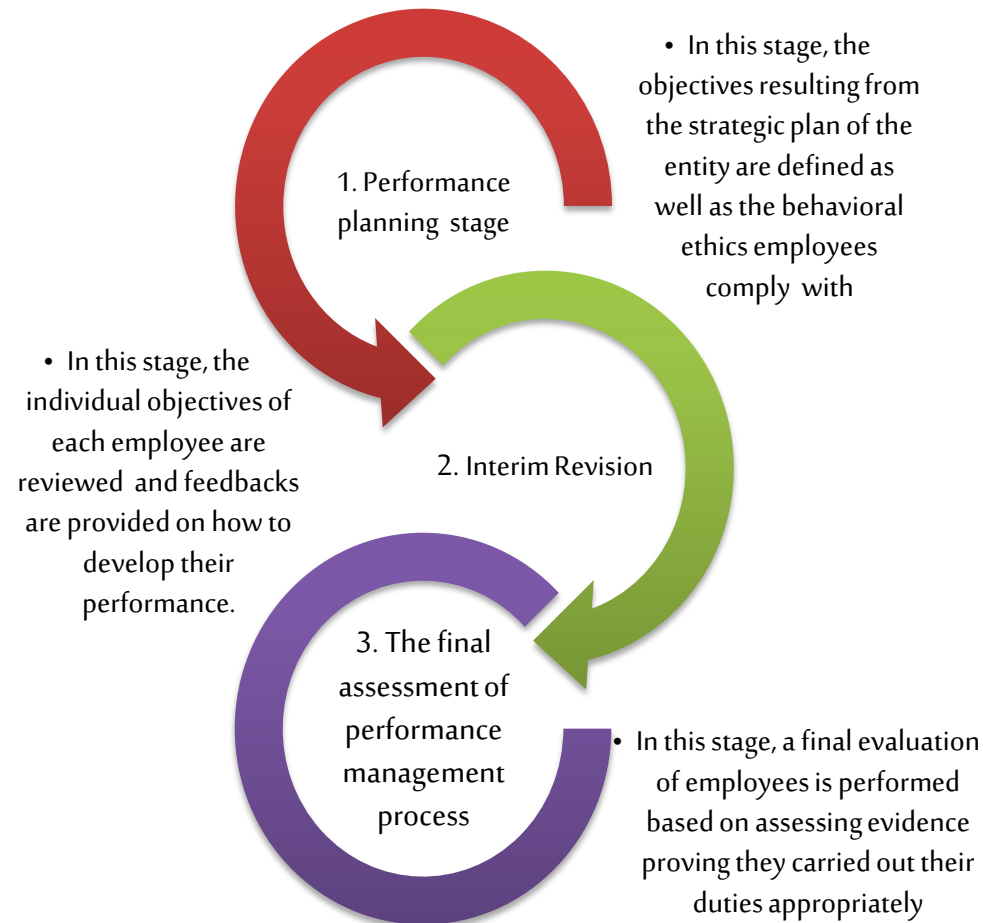 1. Performance
planning stage
• In this stage, the
objectives resulting from
the strategic plan of the
entity are defined as
well as the behavioral
ethics employees
comply with
2. Interim Revision
• In this stage, the
individual objectives of
each employee are
reviewed and feedbacks
are provided on how to
develop their
performance.
3. The final
assessment of
performance
management
process
• In this stage, a final evaluation
of employees is performed
based on assessing evidence
proving they carried out their
duties appropriately